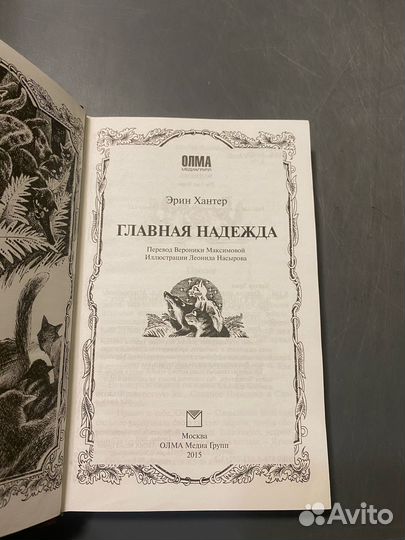 ОЛМА
МЕДИАГРУПП
Эрин Хантер
ГЛАВНАЯ НАДЕЖДА
Перевод Вероники Максимовой
Иллюстрации Леонида Насырова
Москва
ОЛМА Медиа Групп
2015
Avito